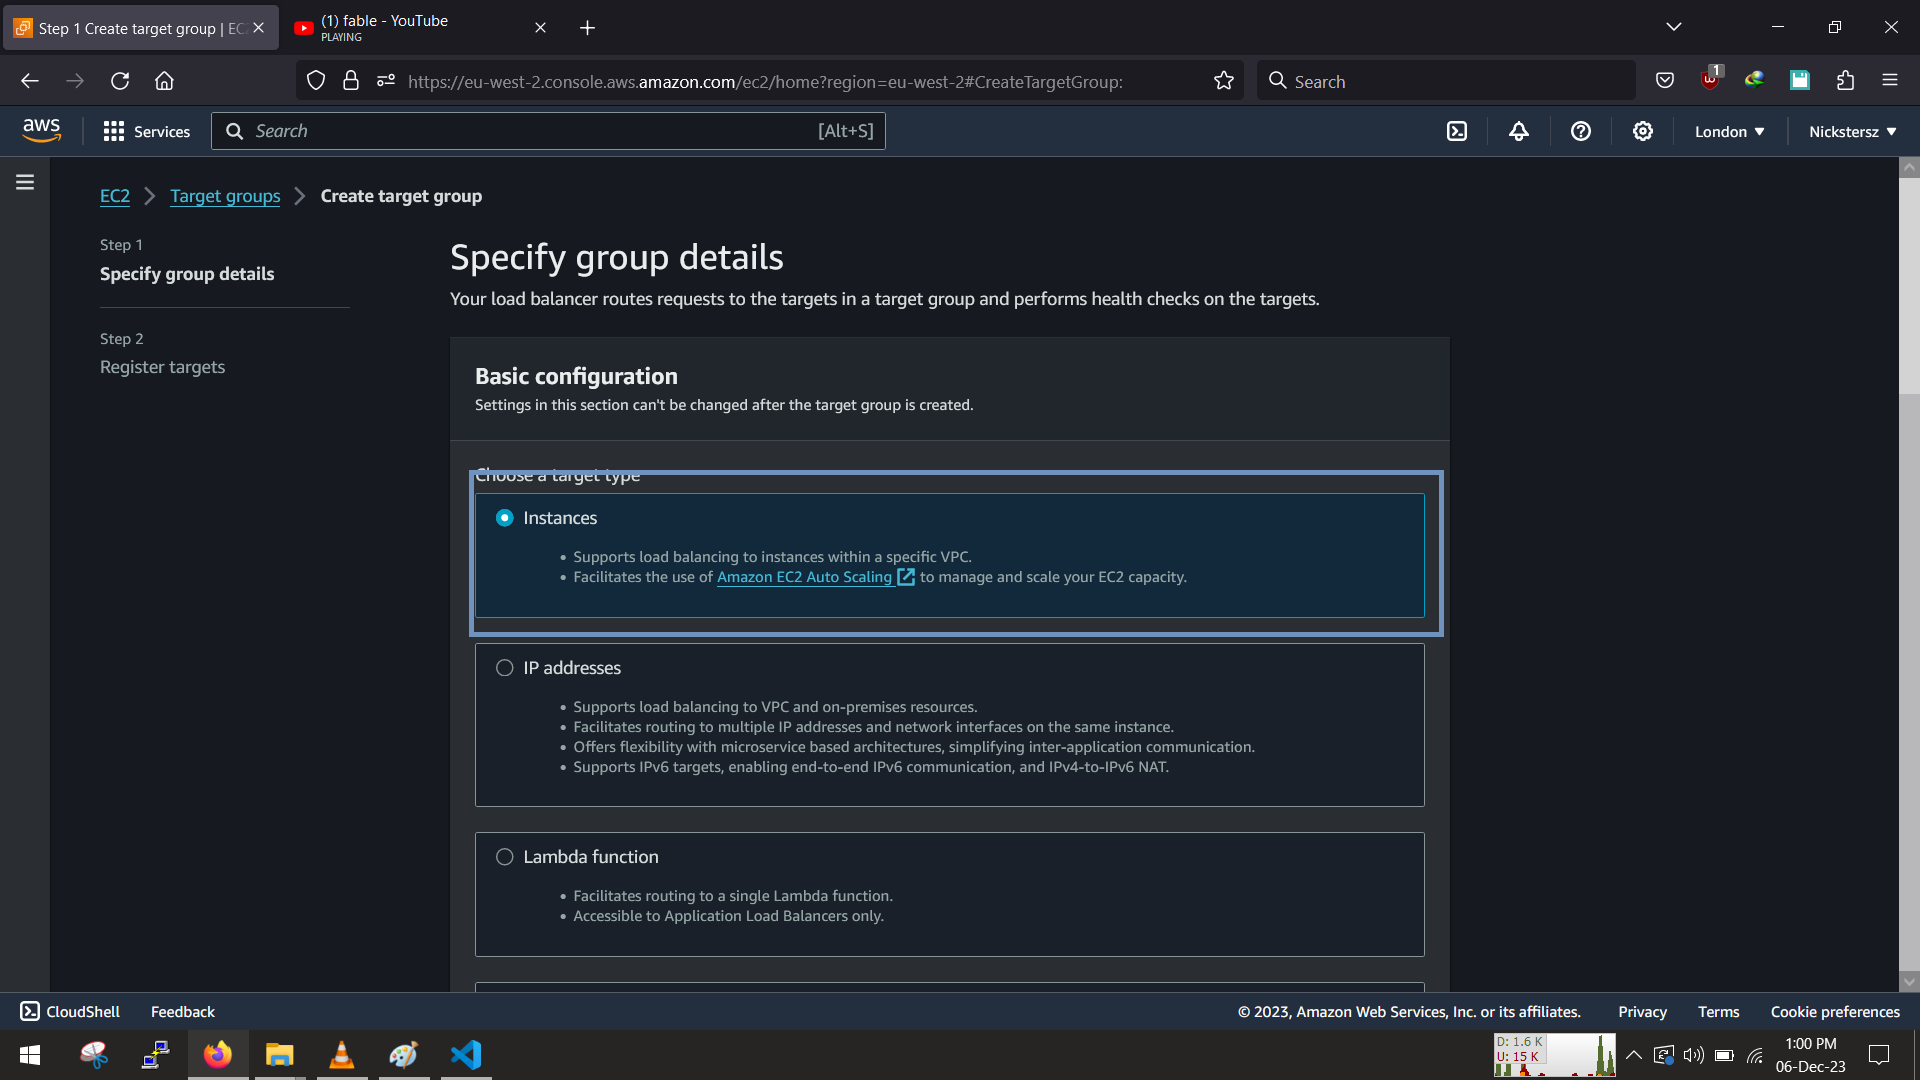 Step 1 Create target group | EC2
(1) fable - YouTube
PLAYING
https://eu-west-2.console.aws.amazon.com/ec2/home?region=eu-west-2#CreateTargetGroup:
Search
1
aws
Services
Search
[Alt+S]
London
Nickstersz
EC2
Target groups
Create target group
Step 1
Specify group details
Step 2
Register targets
Specify group details
Your load balancer routes requests to the targets in a target group and performs health checks on the targets.
Basic configuration
Settings in this section can't be changed after the target group is created.
Choose a target type
Instances
• Supports load balancing to instances within a specific VPC.
• Facilitates the use of Amazon EC2 Auto Scaling to manage and scale your EC2 capacity.
IP addresses
• Supports load balancing to VPC and on-premises resources.
• Facilitates routing to multiple IP addresses and network interfaces on the same instance.
• Offers flexibility with microservice based architectures, simplifying inter-application communication.
• Supports IPv6 targets, enabling end-to-end IPv6 communication, and IPv4-to-IPv6 NAT.
Lambda function
• Facilitates routing to a single Lambda function.
• Accessible to Application Load Balancers only.
CloudShell
Feedback
© 2023, Amazon Web Services, Inc. or its affiliates.
Privacy
Terms
Cookie preferences
D: 1.6 K
U: 15 K
1:00 PM
06-Dec-23